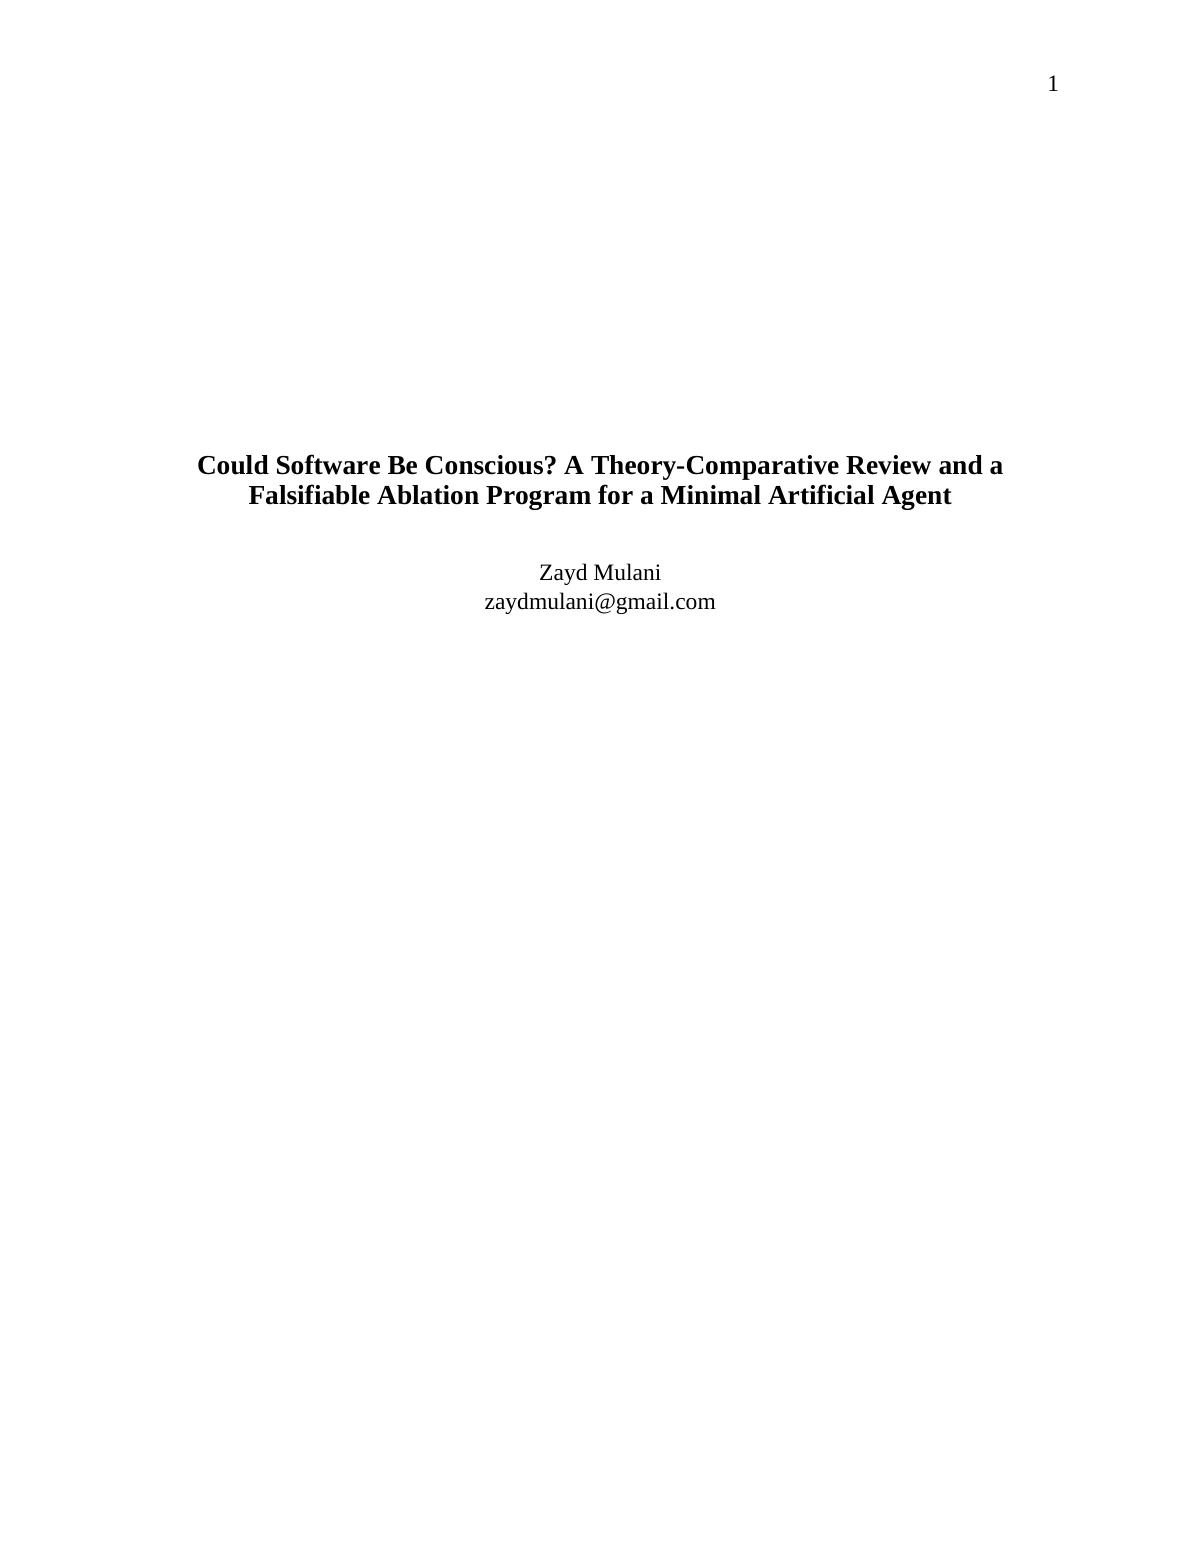 1
Could Software Be Conscious? A Theory-Comparative Review and a
Falsifiable Ablation Program for a Minimal Artificial Agent
Zayd Mulani
zaydmulani@gmail.com